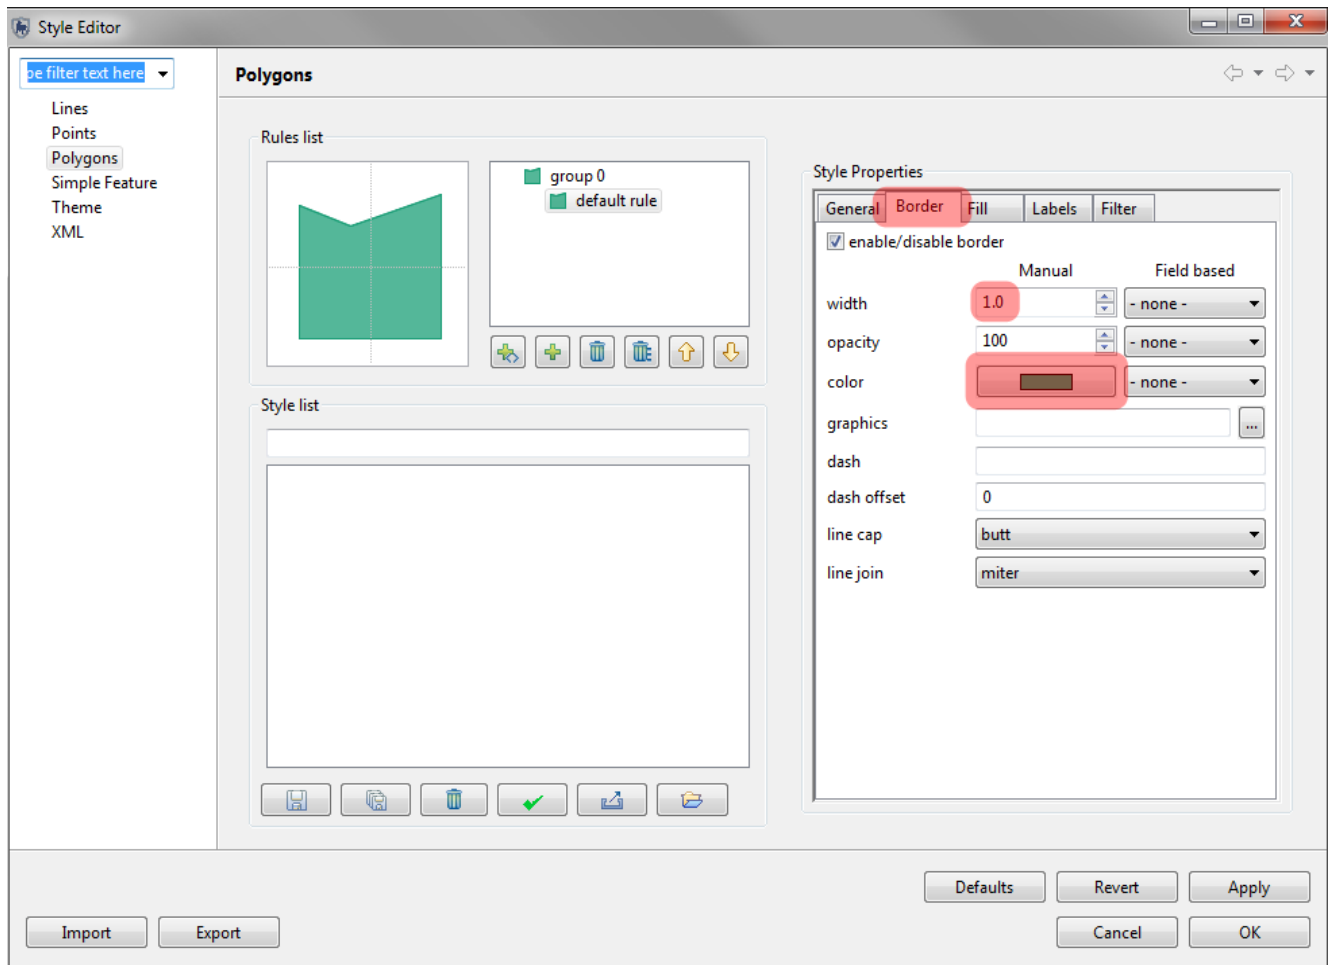 Style Editor
be filter text here
Polygons
Lines
Points
Polygons
Simple Feature
Theme
XML
Rules list
group 0
default rule
Style list
Style Properties
General Border Fill Labels Filter
enable/disable border
Manual Field based
width 1.0 - none -
opacity 100 - none -
color - none -
graphics ...
dash
dash offset 0
line cap butt
line join miter
Defaults Revert Apply
Import Export Cancel OK